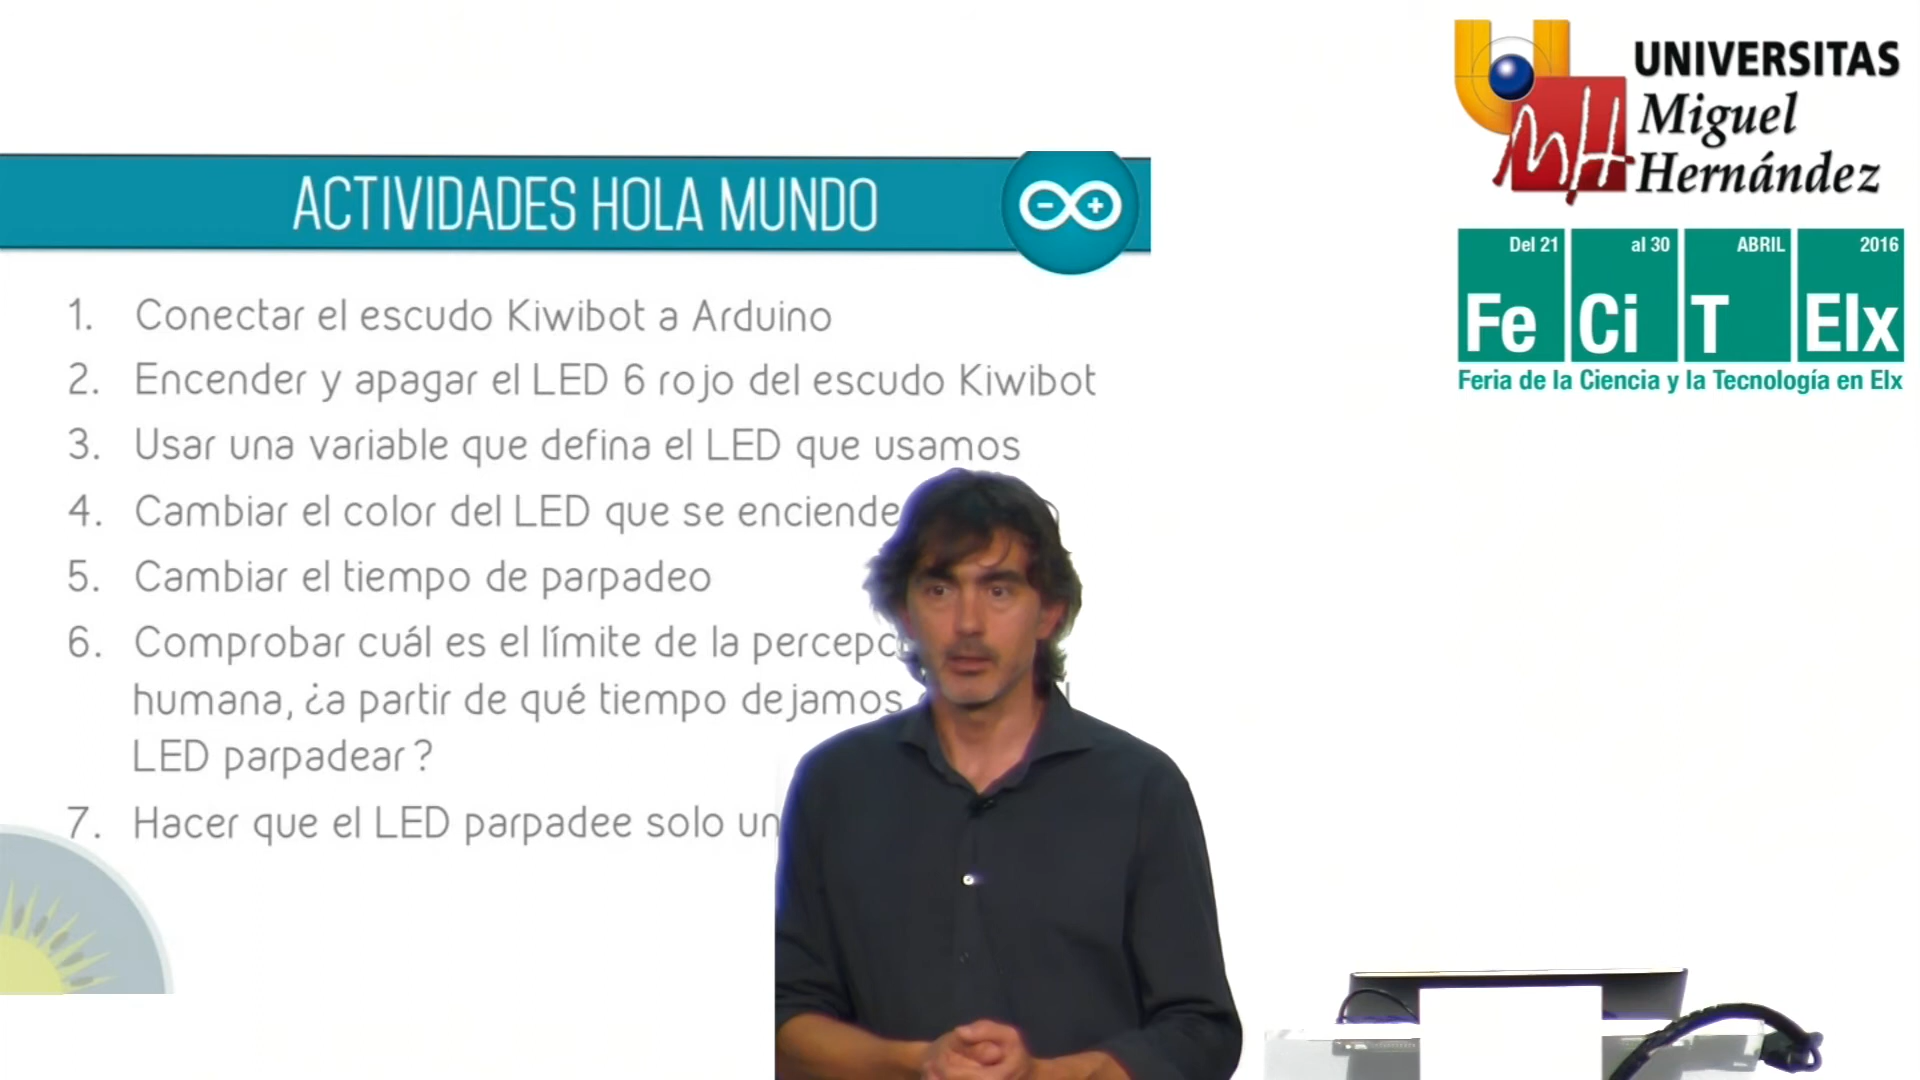 ACTIVIDADES HOLA MUNDO
1. Conectar el escudo Kiwibot a Arduino
2. Encender y apagar el LED 6 rojo del escudo Kiwibot
3. Usar una variable que defina el LED que usamos
4. Cambiar el color del LED que se enciende
5. Cambiar el tiempo de parpadeo
6. Comprobar cuál es el límite de la
humana, ¿a partir de qué tiempo dejamos
LED parpadear ?
7. Hacer que el LED parpadee solo
UNIVERSITAS
Miguel
Hernández
Del 21 al 30 ABRIL 2016
Fe Ci T Elx
Feria de la Ciencia y la Tecnología en Elx